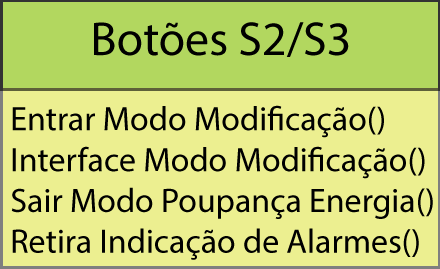 Botões S2/S3
Entrar Modo Modificação()
Interface Modo Modificação()
Sair Modo Poupança Energia()
Retira Indicação de Alarmes()